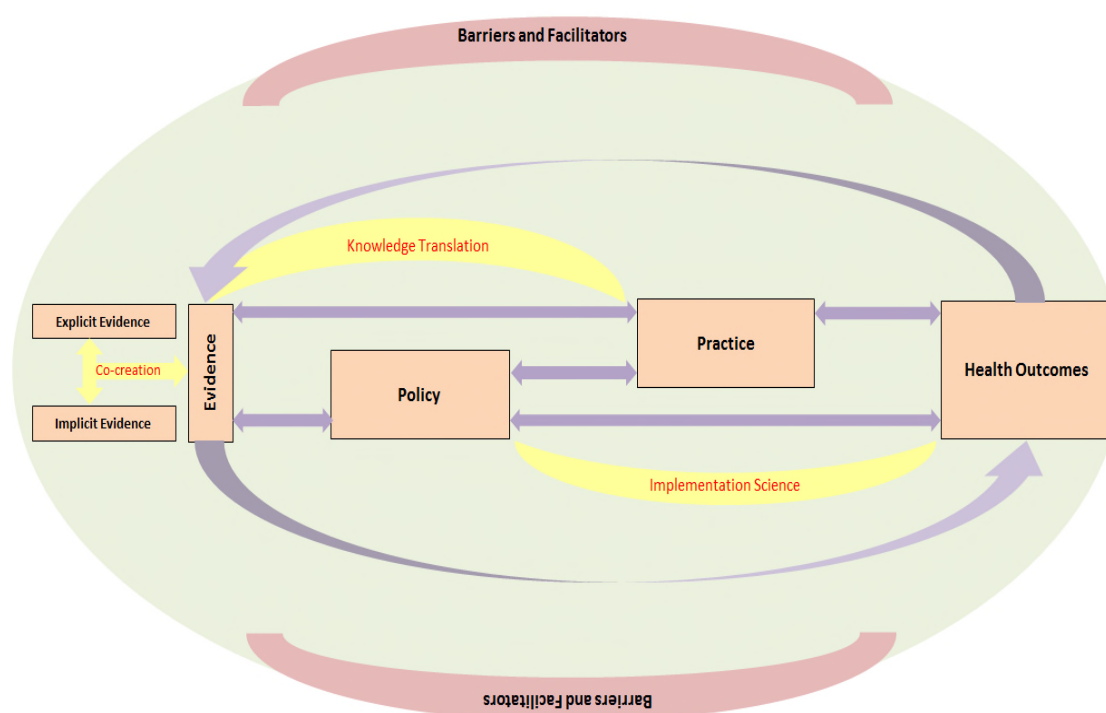 Barriers and Facilitators
Knowledge Translation
Explicit Evidence
Co-creation
Implicit Evidence
Evidence
Policy
Practice
Health Outcomes
Implementation Science
Barriers and Facilitators